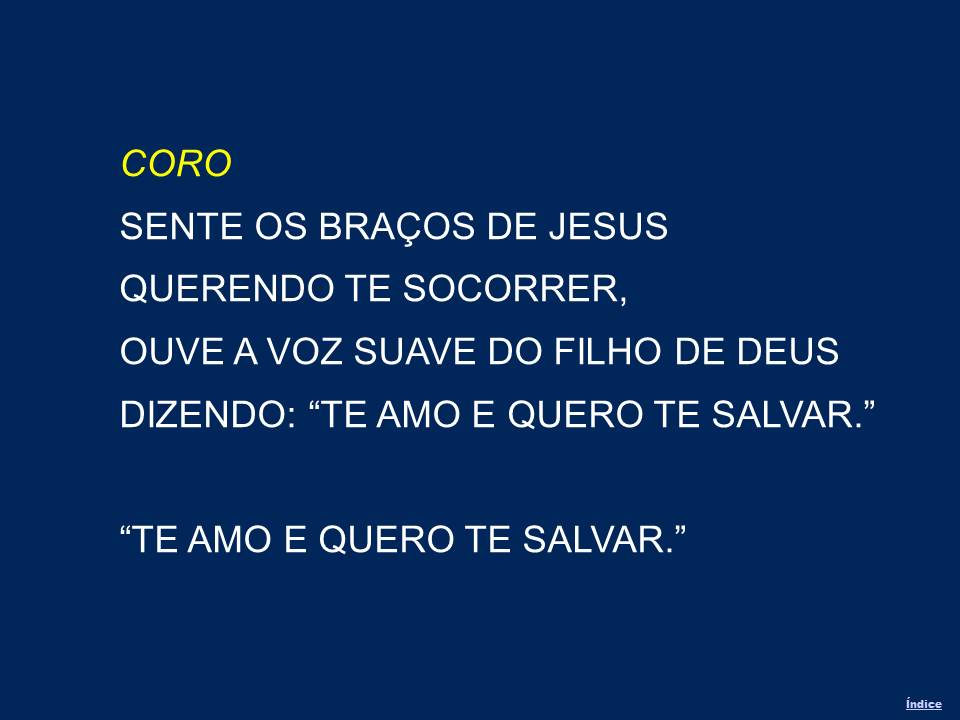 CORO
SENTE OS BRAÇOS DE JESUS
QUERENDO TE SOCORRER,
OUVE A VOZ SUAVE DO FILHO DE DEUS
DIZENDO: “TE AMO E QUERO TE SALVAR.”
“TE AMO E QUERO TE SALVAR.”
Índice